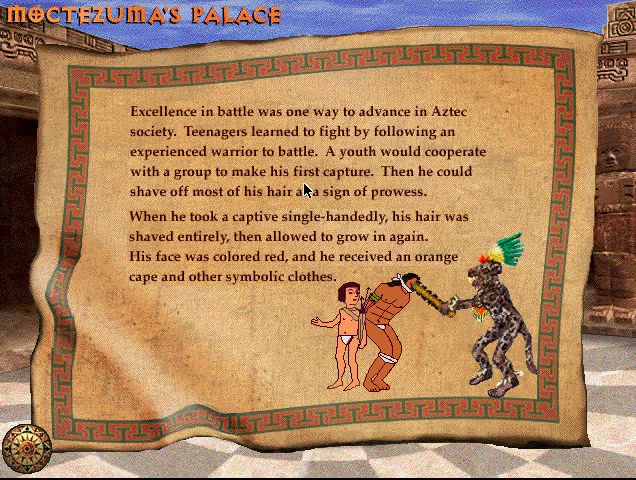 MOCTEZUMA'S PALACE
Excellence in battle was one way to advance in Aztec
society. Teenagers learned to fight by following an
experienced warrior to battle. A youth would cooperate
with a group to make his first capture. Then he could
shave off most of his hair a a sign of prowess.
When he took a captive single-handedly, his hair was
shaved entirely, then allowed to grow in again.
His face was colored red, and he received an orange
cape and other symbolic clothes.